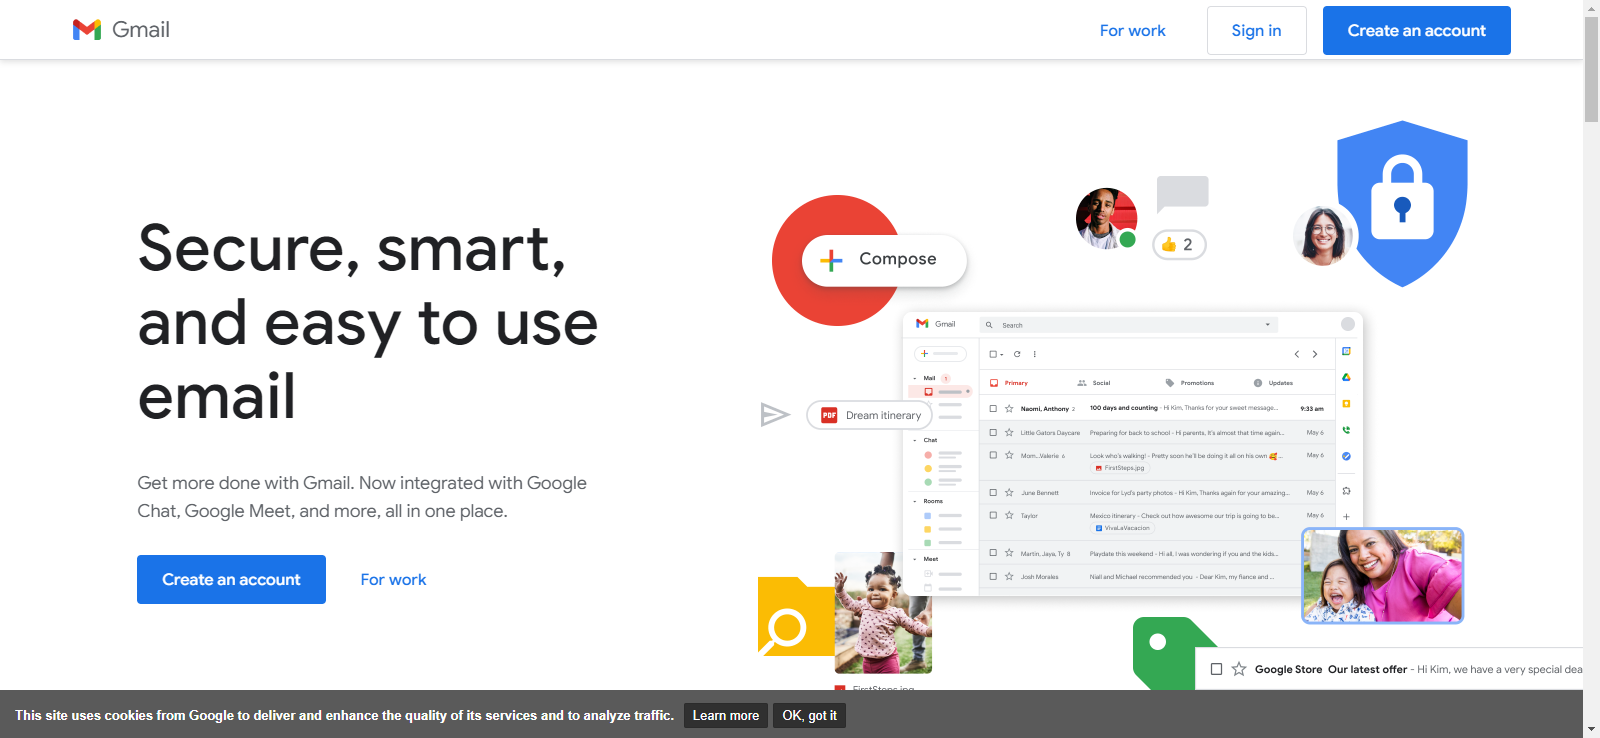 Gmail
For work
Sign in
Create an account
Secure, smart,
and easy to use
email
Get more done with Gmail. Now integrated with Google
Chat, Google Meet, and more, all in one place.
Create an account
For work
Compose
👍 2
Gmail
Search
Mail 1
Primary
Social
Promotions
Updates
Naomi, Anthony 2 100 days and counting - Hi Kim, Thanks for your sweet message... 9:33 am
PDF Dream itinerary
Little Gators Daycare Preparing for back to school - Hi parents, It's almost that time again... May 6
Chat
Mom...Valerie 6 Look who's walking! - Pretty soon he'll be doing it all on his own 🥰 ... May 6
FirstSteps.jpg
June Bennett Invoice for Lyd's party photos - Hi Kim, Thanks again for your amazing... May 6
Rooms
Taylor Mexico itinerary - Check out how awesome our trip is going to be... May 6
VivaLaVacacion
Martin, Jaya, Ty 8 Playdate this weekend - Hi all, I was wondering if you and the kids...
Meet
Josh Morales Niall and Michael recommended you - Dear Kim, my fiance and ...
Google Store Our latest offer - Hi Kim, we have a very special dea
FirstSteps.jpg
This site uses cookies from Google to deliver and enhance the quality of its services and to analyze traffic. Learn more OK, got it